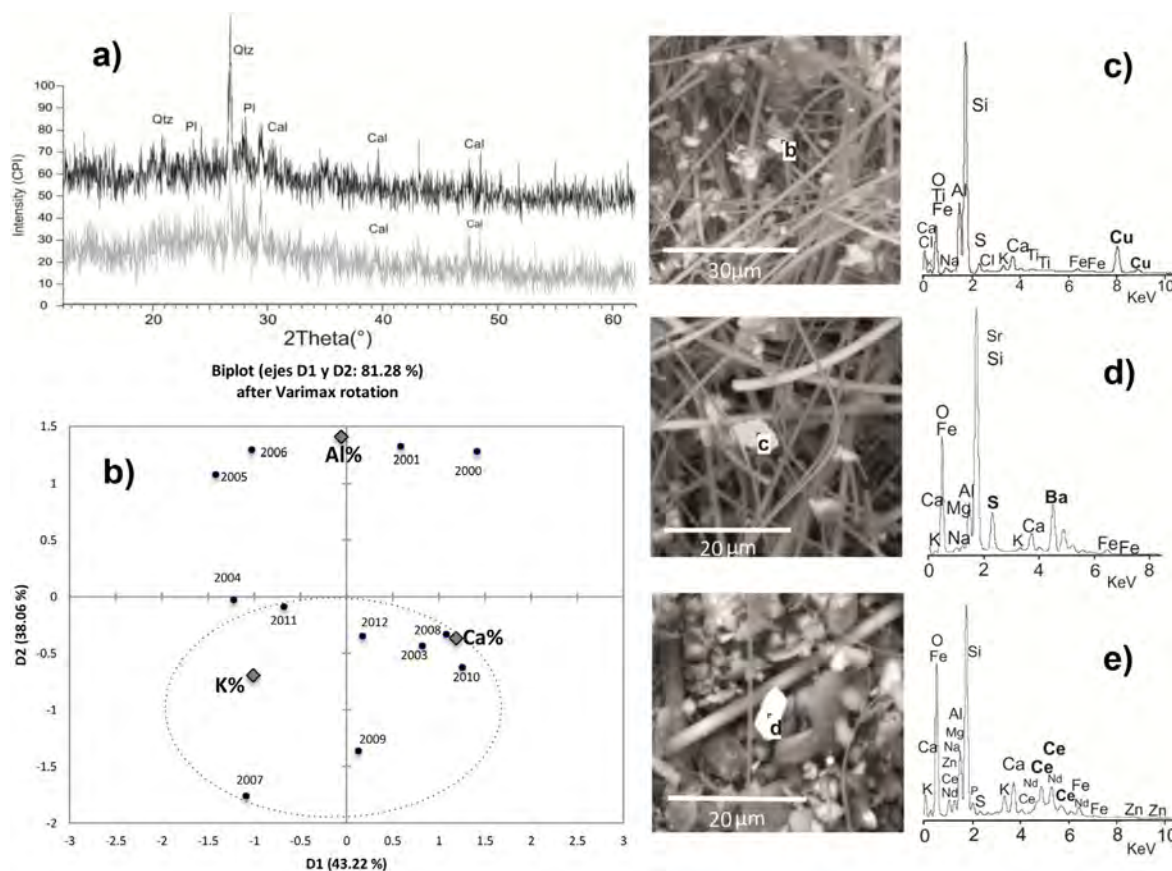 a)
Qtz
Pl
Qtz
Pl
Cal
Cal
Cal
Cal
Cal
Intensity (CPI)
100
90
80
70
60
50
40
30
20
10
0
20 30 40 50 60
2Theta(°)
Biplot (ejes D1 y D2: 81.28 %)
after Varimax rotation
b)
D2 (38.06 %)
1.5
1
0.5
0
-0.5
-1
-1.5
-2
-3 -2.5 -2 -1.5 -1 -0.5 0 0.5 1 1.5 2 2.5 3
D1 (43.22 %)
2006
2005
Al%
2001
2000
2004
2011
2012
2008
Ca%
2003
2010
K%
2009
2007
b
30µm
c
20 µm
d
20 µm
c)
Si
O
Ti
Fe
Al
Ca
Cl
Na
S
Cl
K
Ca
Ti
Ti
Fe
Fe
Cu
Cu
0 2 4 6 8 10
KeV
d)
Sr
Si
O
Fe
Ca
K
Mg
Na
Al
S
K
Ca
Ba
Fe
Fe
0 2 4 6 8
KeV
e)
O
Fe
Si
Al
Mg
Na
Zn
Ce
Nd
Ca
K
P
S
K
Ca
Ce
Nd
Ce
Ce
Nd
Ce
Fe
Nd
Fe
Zn
Zn
0 2 4 6 8 10
KeV